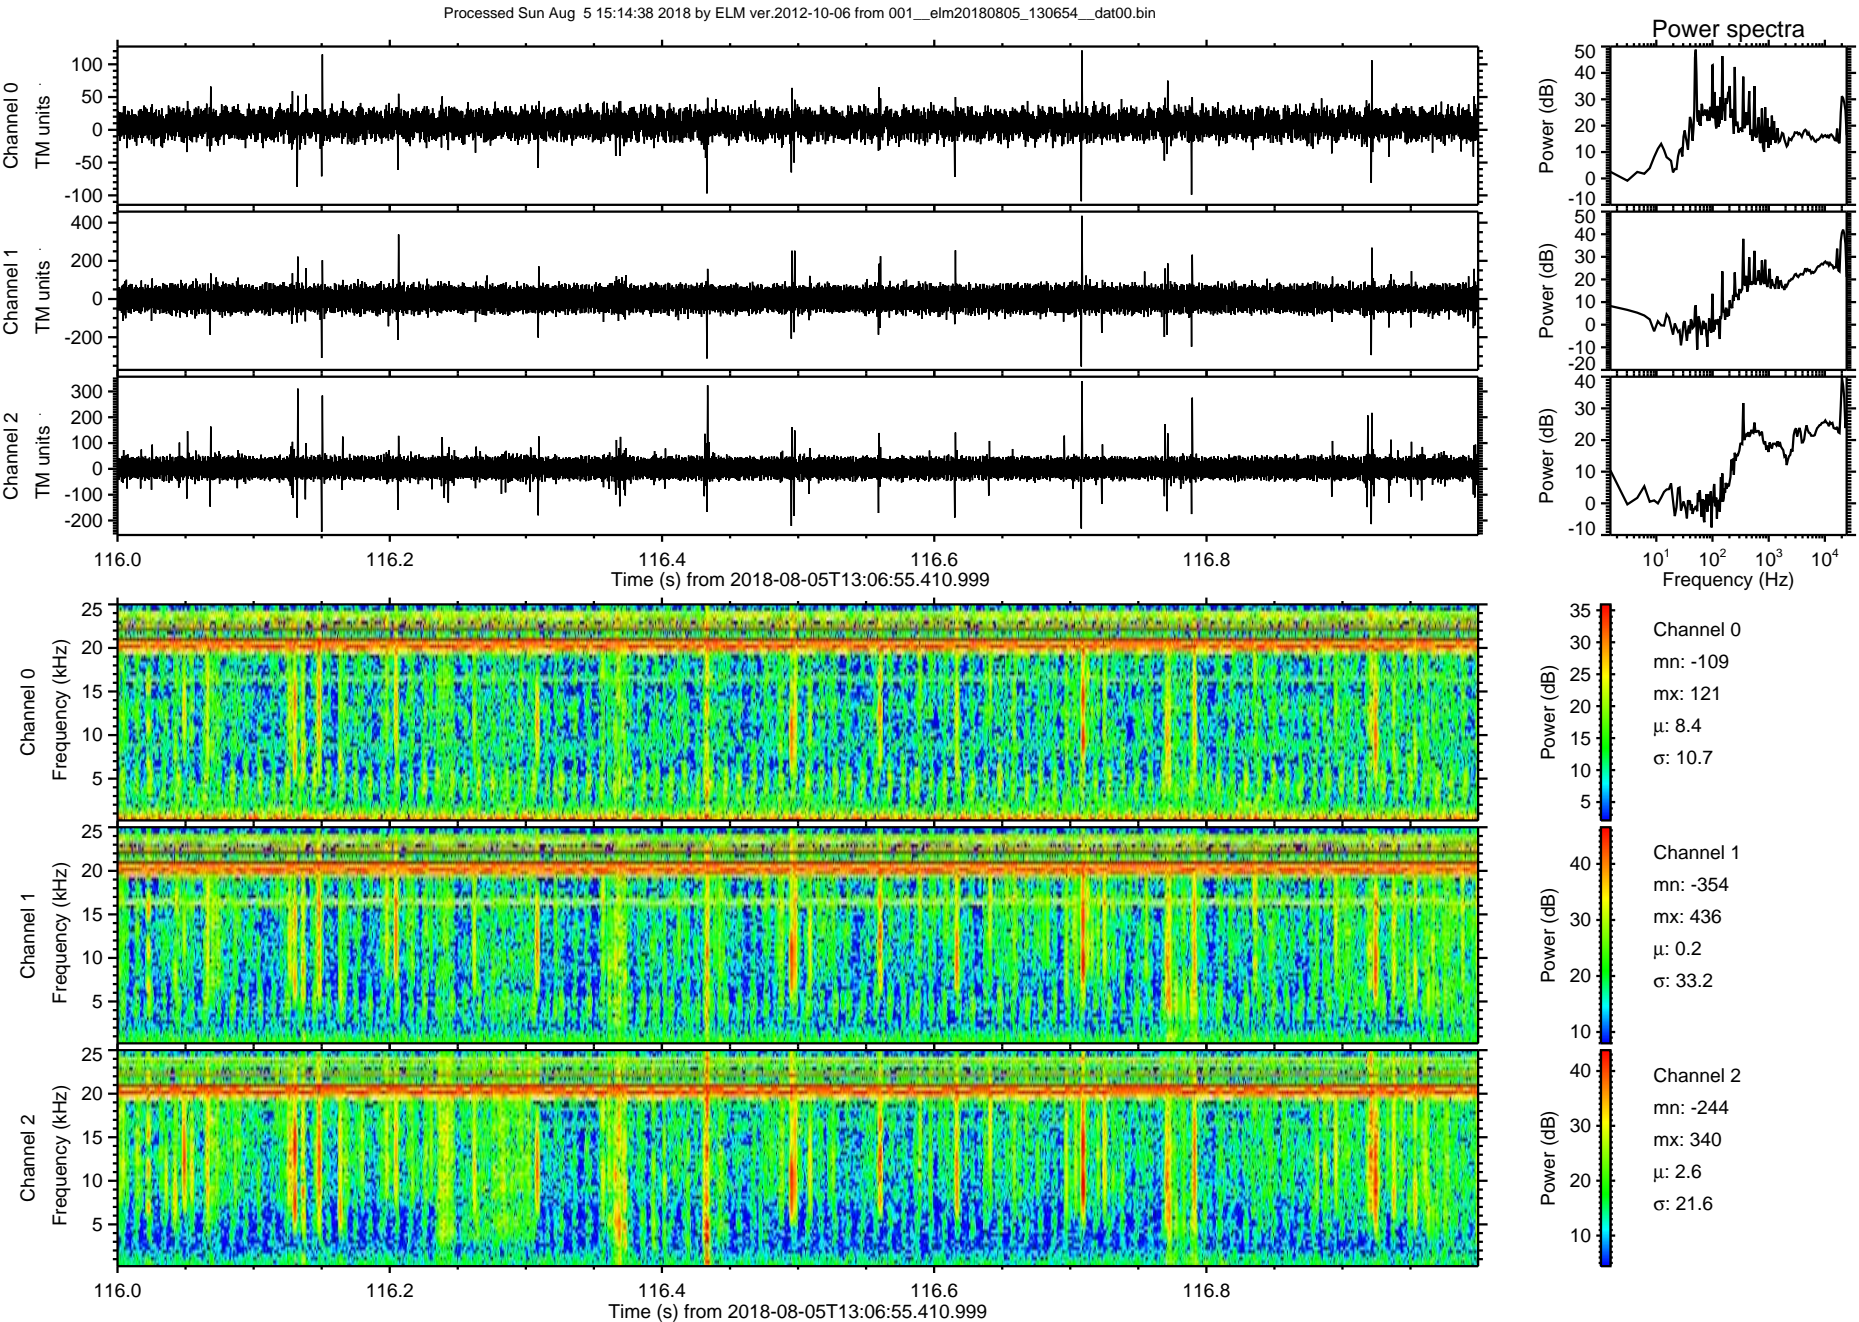 Processed Sun Aug  5 15:14:38 2018 by ELM ver.2012-10-06 from 001__elm20180805_130654__dat00.bin
Power spectra
Channel 0
TM units
100
50
0
-50
-100
Power (dB)
50
40
30
20
10
0
-10
Channel 1
TM units
400
200
0
-200
Power (dB)
50
40
30
20
10
0
-10
-20
Channel 2
TM units
300
200
100
0
-100
-200
Power (dB)
40
30
20
10
0
-10
116.0 116.2 116.4 116.6 116.8
Time (s) from 2018-08-05T13:06:55.410.999
10¹ 10² 10³ 10⁴
Frequency (Hz)
Channel 0
Frequency (kHz)
25
20
15
10
5
Power (dB)
35
30
25
20
15
10
5
Channel 0
mn: -109
mx: 121
μ: 8.4
σ: 10.7
Channel 1
Frequency (kHz)
25
20
15
10
5
Power (dB)
40
30
20
10
Channel 1
mn: -354
mx: 436
μ: 0.2
σ: 33.2
Channel 2
Frequency (kHz)
25
20
15
10
5
Power (dB)
40
30
20
10
Channel 2
mn: -244
mx: 340
μ: 2.6
σ: 21.6
116.0 116.2 116.4 116.6 116.8
Time (s) from 2018-08-05T13:06:55.410.999